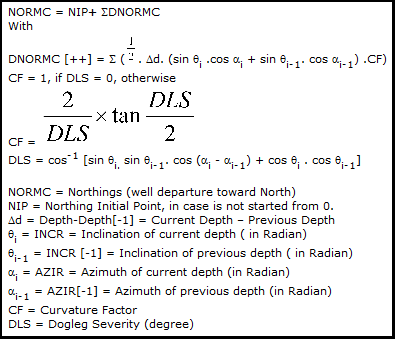 NORMC = NIP+ ΣDNORMC
With
DNORMC [++] = Σ ( 1/2 . Δd. (sin θi .cos αi + sin θi-1. cos αi-1) .CF)
CF = 1, if DLS = 0, otherwise
CF = 2/DLS × tan DLS/2
DLS = cos-1 [sin θi. sin θi-1. cos (αi - αi-1) + cos θi . cos θi-1]
NORMC = Northings (well departure toward North)
NIP = Northing Initial Point, in case is not started from 0.
Δd = Depth-Depth[-1] = Current Depth – Previous Depth
θi = INCR = Inclination of current depth ( in Radian)
θi-1 = INCR [-1] = Inclination of previous depth ( in Radian)
αi = AZIR = Azimuth of current depth (in Radian)
αi-1 = AZIR[-1] = Azimuth of previous depth (in Radian)
CF = Curvature Factor
DLS = Dogleg Severity (degree)